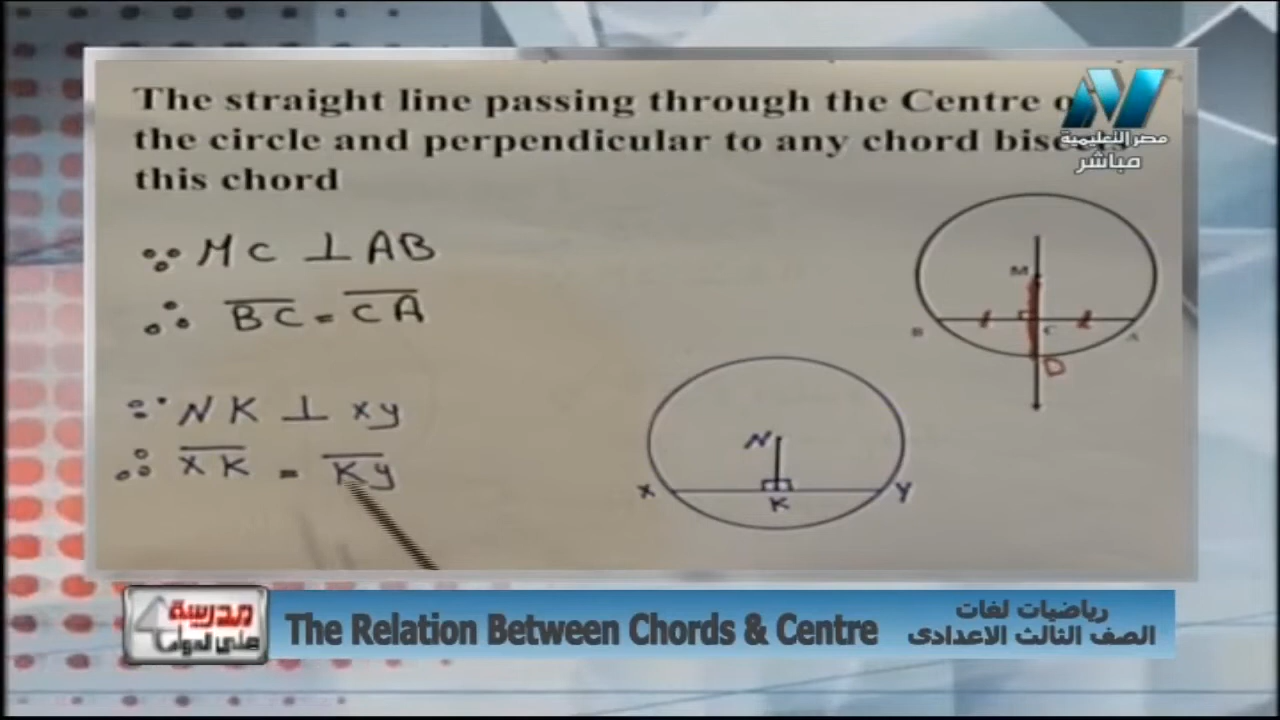 The straight line passing through the Centre o
the circle and perpendicular to any chord bisects
this chord
مصر التعليمية
مباشر
∵ MC ⊥ AB
∴ BC = CA
∵ NK ⊥ xy
∴ XK = Ky
M
B
C
A
D
N
X
K
Y
مدرسة
على الهواء
The Relation Between Chords & Centre
رياضيات لغات
الصف الثالث الاعدادى